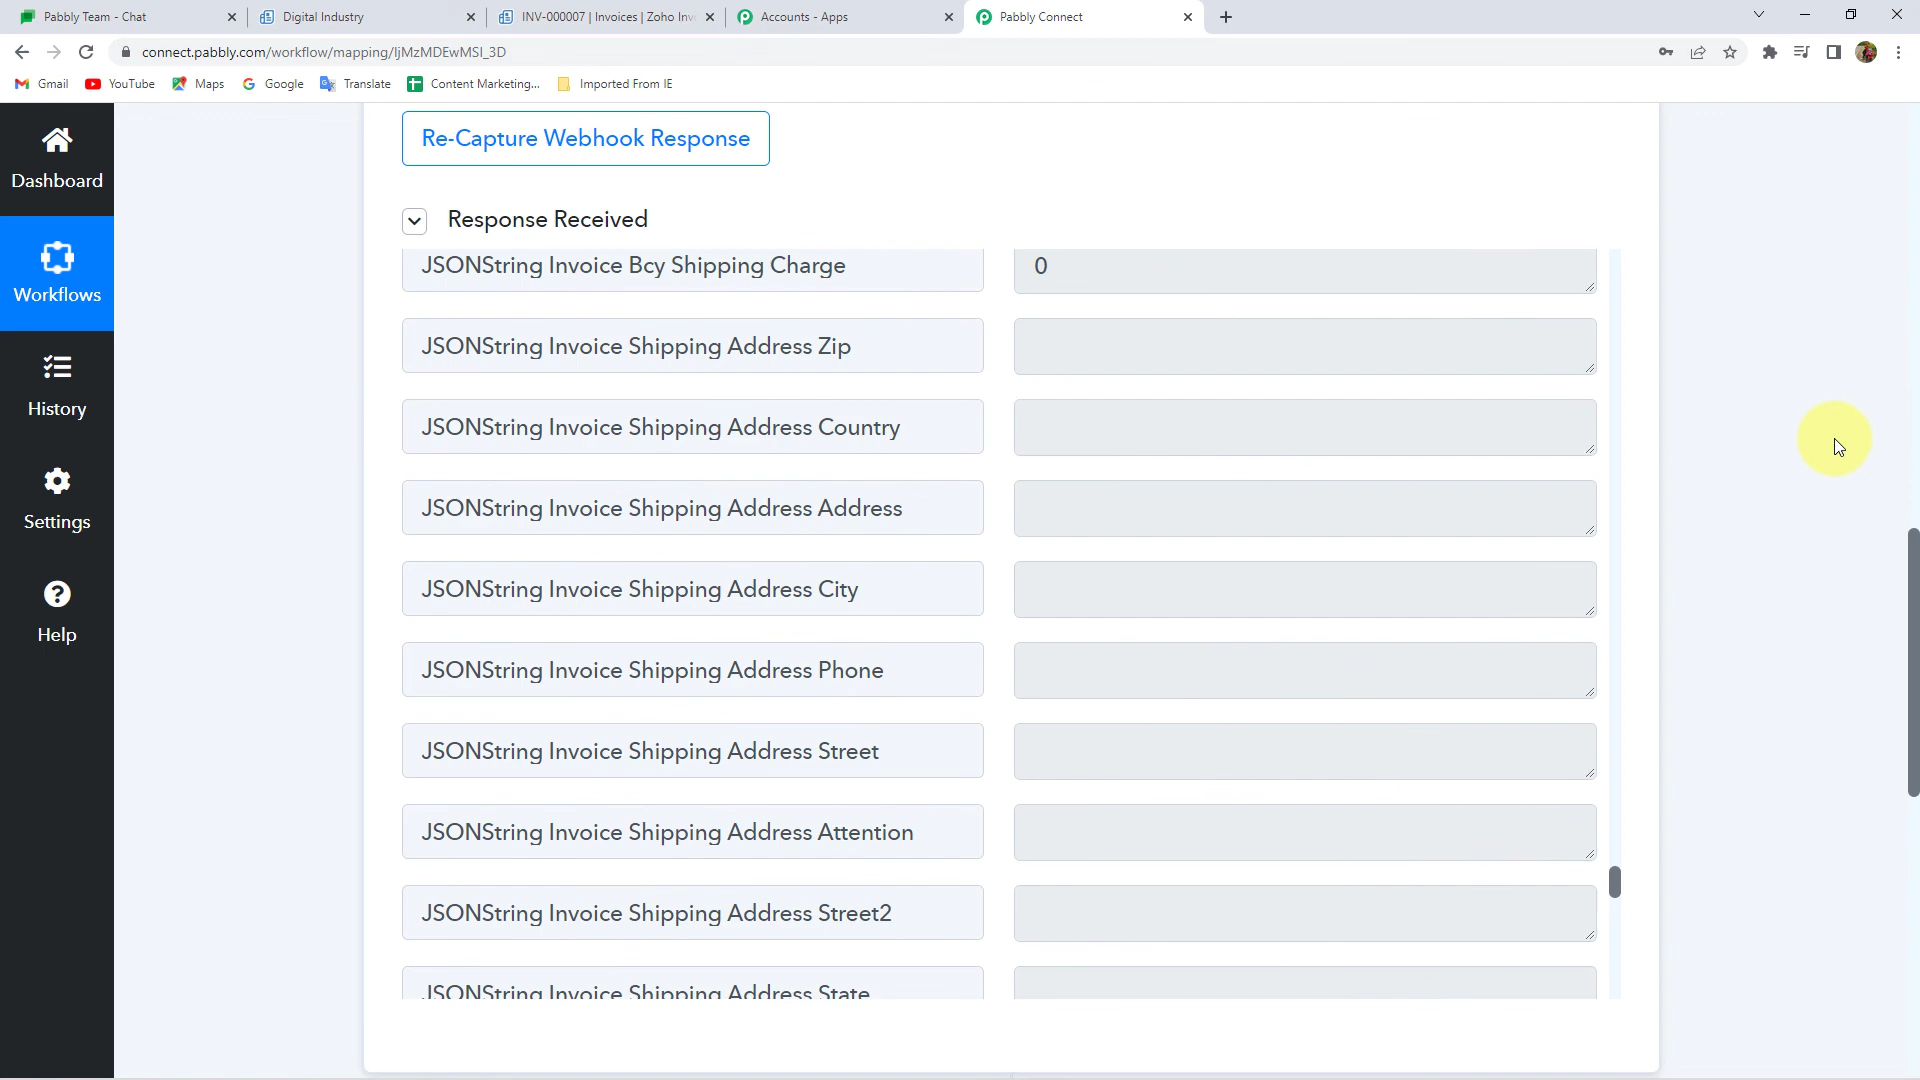 Pabbly Team - Chat
Digital Industry
INV-000007 | Invoices | Zoho Inv
Accounts - Apps
Pabbly Connect
connect.pabbly.com/workflow/mapping/IjMzMDEwMSI_3D
Gmail
YouTube
Maps
Google
Translate
Content Marketing...
Imported From IE
Dashboard
Workflows
History
Settings
Help
Re-Capture Webhook Response
Response Received
JSONString Invoice Bcy Shipping Charge
0
JSONString Invoice Shipping Address Zip
JSONString Invoice Shipping Address Country
JSONString Invoice Shipping Address Address
JSONString Invoice Shipping Address City
JSONString Invoice Shipping Address Phone
JSONString Invoice Shipping Address Street
JSONString Invoice Shipping Address Attention
JSONString Invoice Shipping Address Street2
JSONString Invoice Shipping Address State